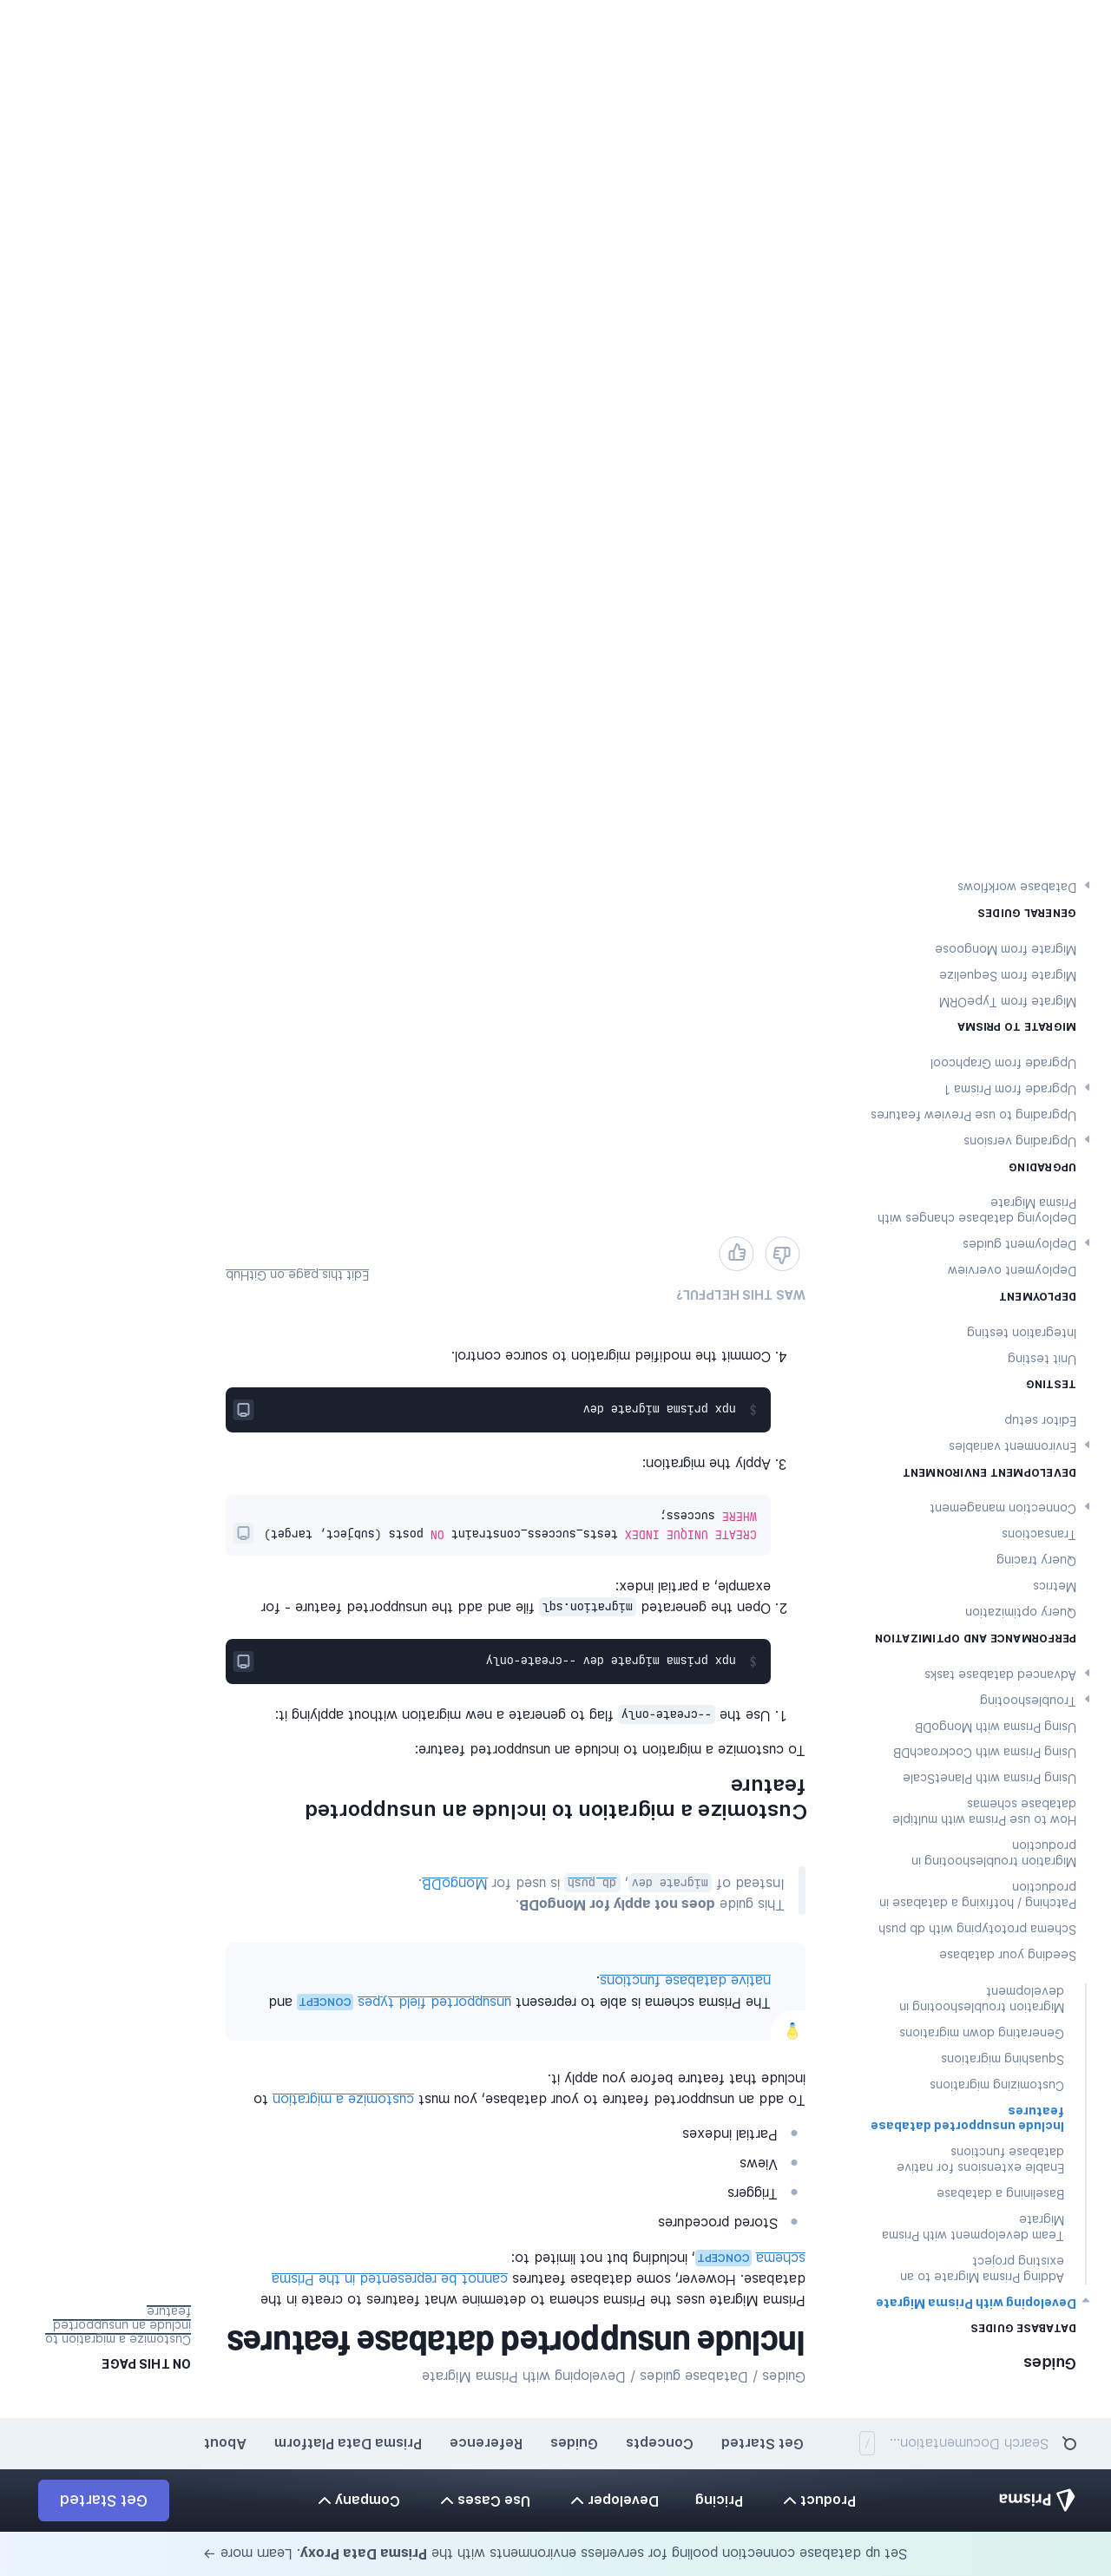 Set up database connection pooling for serverless environments with the Prisma Data Proxy. Learn more →
Prisma
Product
Pricing
Developer
Use Cases
Company
Get Started
Search Documentation...
/
Get Started
Concepts
Guides
Reference
Prisma Data Platform
About
Guides
DATABASE GUIDES
Developing with Prisma Migrate
Adding Prisma Migrate to an
existing project
Team development with Prisma
Migrate
Baselining a database
Enable extensions for native
database functions
Include unsupported database
features
Customizing migrations
Squashing migrations
Generating down migrations
Migration troubleshooting in
development
Seeding your database
Schema prototyping with db push
Patching / hotfixing a database in
production
Migration troubleshooting in
production
How to use Prisma with multiple
database schemas
Using Prisma with PlanetScale
Using Prisma with CockroachDB
Using Prisma with MongoDB
Troubleshooting
Advanced database tasks
PERFORMANCE AND OPTIMIZATION
Query optimization
Metrics
Query tracing
Transactions
Connection management
DEVELOPMENT ENVIRONMENT
Environment variables
Editor setup
TESTING
Unit testing
Integration testing
DEPLOYMENT
Deployment overview
Deployment guides
Deploying database changes with
Prisma Migrate
UPGRADING
Upgrading versions
Upgrading to use Preview features
Upgrade from Prisma 1
Upgrade from Graphcool
MIGRATE TO PRISMA
Migrate from TypeORM
Migrate from Sequelize
Migrate from Mongoose
GENERAL GUIDES
Database workflows
Guides / Database guides / Developing with Prisma Migrate
Include unsupported database features
Prisma Migrate uses the Prisma schema to determine what features to create in the
database. However, some database features cannot be represented in the Prisma
schema CONCEPT, including but not limited to:
Stored procedures
Triggers
Views
Partial indexes
To add an unsupported feature to your database, you must customize a migration to
include that feature before you apply it.
The Prisma schema is able to represent unsupported field types CONCEPT and
native database functions.
This guide does not apply for MongoDB.
Instead of migrate dev, db push is used for MongoDB.
Customize a migration to include an unsupported
feature
To customize a migration to include an unsupported feature:
1. Use the --create-only flag to generate a new migration without applying it:
$ npx prisma migrate dev --create-only
2. Open the generated migration.sql file and add the unsupported feature - for
example, a partial index:
CREATE UNIQUE INDEX tests_success_constraint ON posts (subject, target)
WHERE success;
3. Apply the migration:
$ npx prisma migrate dev
4. Commit the modified migration to source control.
WAS THIS HELPFUL?
Edit this page on GitHub
ON THIS PAGE
Customize a migration to
include an unsupported
feature